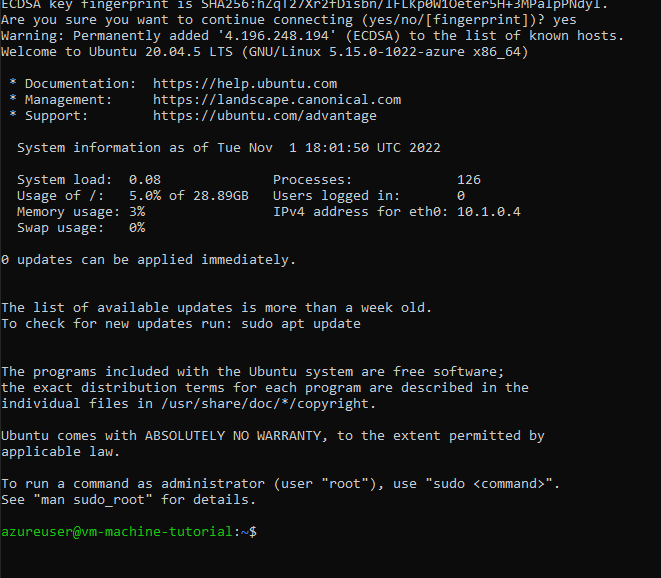 ECDSA key fingerprint is
Are you sure you want to continue connecting (yes/no/[fingerprint])? yes
Warning: Permanently added '4.196.248.194' (ECDSA) to the list of known hosts.
Welcome to Ubuntu 20.04.5 LTS (GNU/Linux 5.15.0-1022-azure x86_64)
* Documentation:  https://help.ubuntu.com
* Management:     https://landscape.canonical.com
* Support:        https://ubuntu.com/advantage
System information as of Tue Nov  1 18:01:50 UTC 2022
System load:  0.08              Processes:             126
Usage of /:   5.0% of 28.89GB   Users logged in:       0
Memory usage: 3%                IPv4 address for eth0: 10.1.0.4
Swap usage:   0%
0 updates can be applied immediately.
The list of available updates is more than a week old.
To check for new updates run: sudo apt update
The programs included with the Ubuntu system are free software;
the exact distribution terms for each program are described in the
individual files in /usr/share/doc/*/copyright.
Ubuntu comes with ABSOLUTELY NO WARRANTY, to the extent permitted by
applicable law.
To run a command as administrator (user "root"), use "sudo <command>".
See "man sudo_root" for details.
azureuser@vm-machine-tutorial:~$